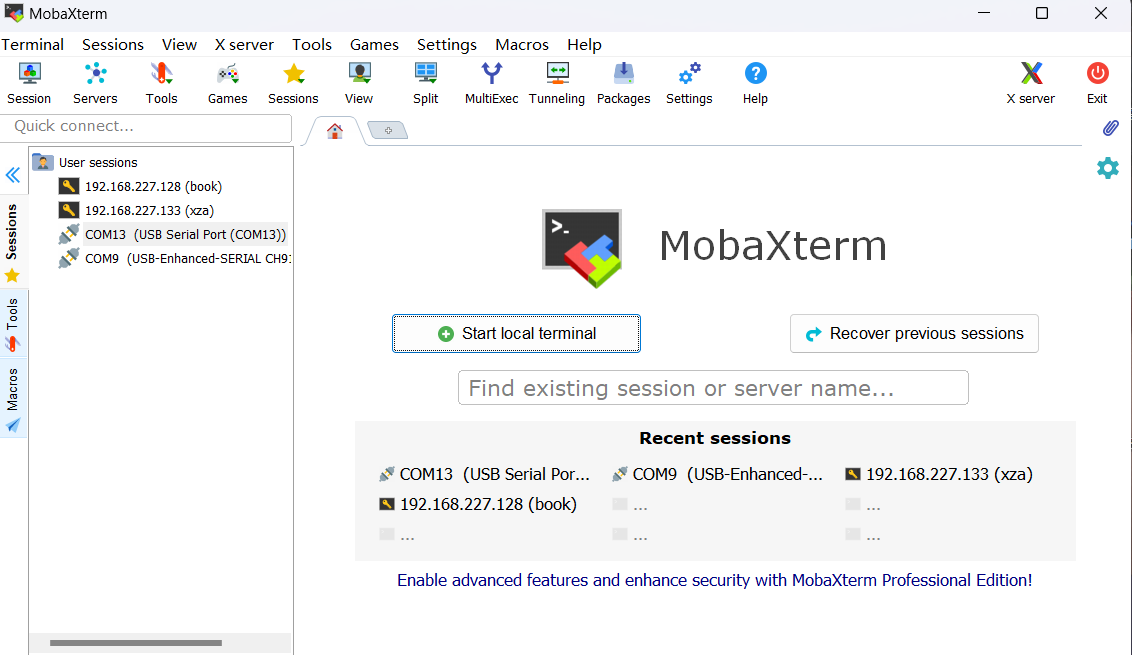 MobaXterm
Terminal Sessions View X server Tools Games Settings Macros Help
Session Servers Tools Games Sessions View Split MultiExec Tunneling Packages Settings Help X server Exit
Quick connect...
User sessions
192.168.227.128 (book)
192.168.227.133 (xza)
COM13 (USB Serial Port (COM13))
COM9 (USB-Enhanced-SERIAL CH91
Sessions
Tools
Macros
>_
MobaXterm
Start local terminal
Recover previous sessions
Find existing session or server name...
Recent sessions
COM13 (USB Serial Por... COM9 (USB-Enhanced-... 192.168.227.133 (xza)
192.168.227.128 (book) ... ...
... ... ...
Enable advanced features and enhance security with MobaXterm Professional Edition!